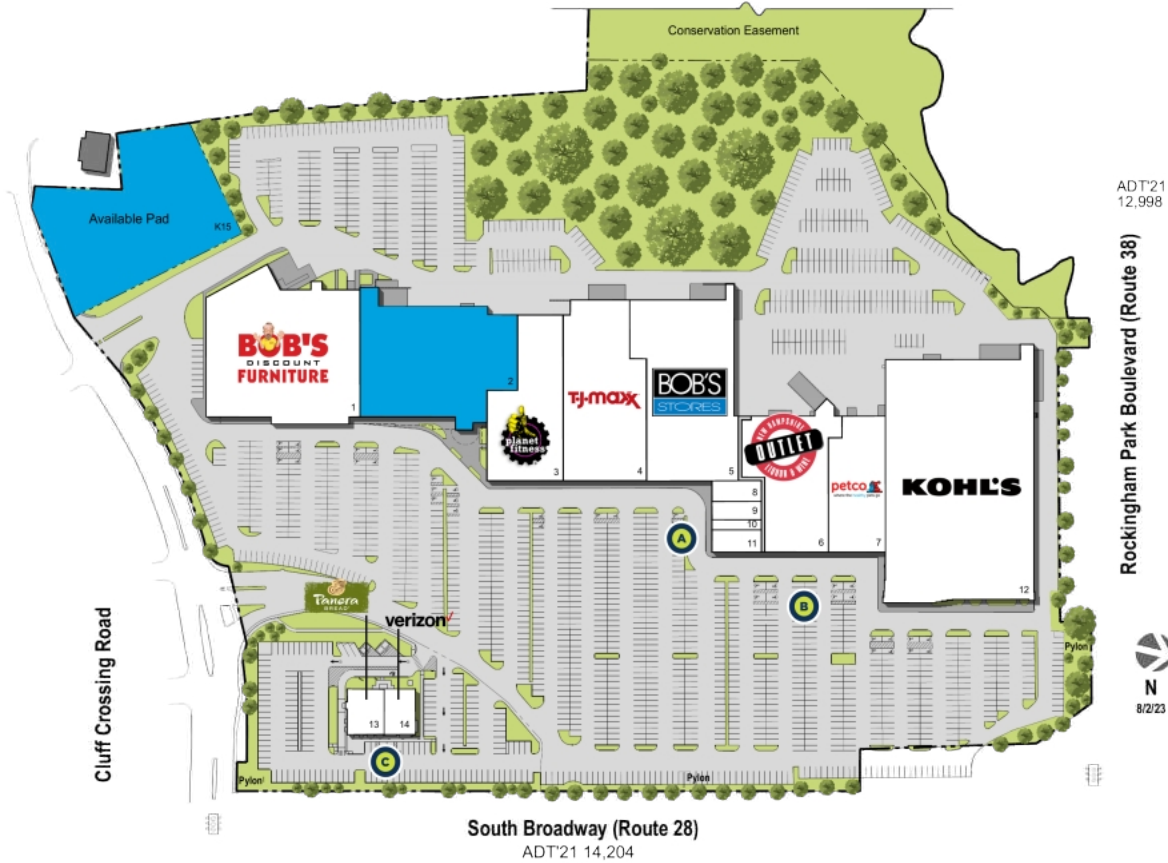 Conservation Easement
ADT'21
12,998
Available Pad
K15
Rockingham Park Boulevard (Route 38)
BOB'S
DISCOUNT
FURNITURE
1
2
planet
fitness
3
T·J·maxx
4
BOB'S
STORES
5
NEW HAMPSHIRE
OUTLET
LIQUOR & WINE
6
petco
7
KOHL'S
12
8
9
10
11
A
B
Panera
BREAD
verizon
13
14
C
Cluff Crossing Road
Pylon
Pylon
Pylon
N
8/2/23
South Broadway (Route 28)
ADT'21 14,204